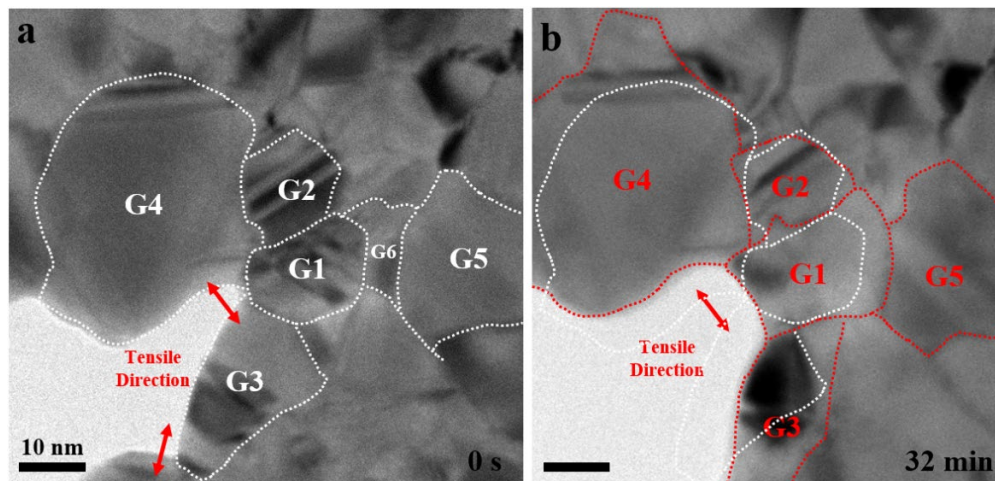 a
G4
G2
G1
G6
G5
G3
Tensile
Direction
10 nm
0 s
b
G4
G2
G1
G5
Tensile
Direction
G3
32 min